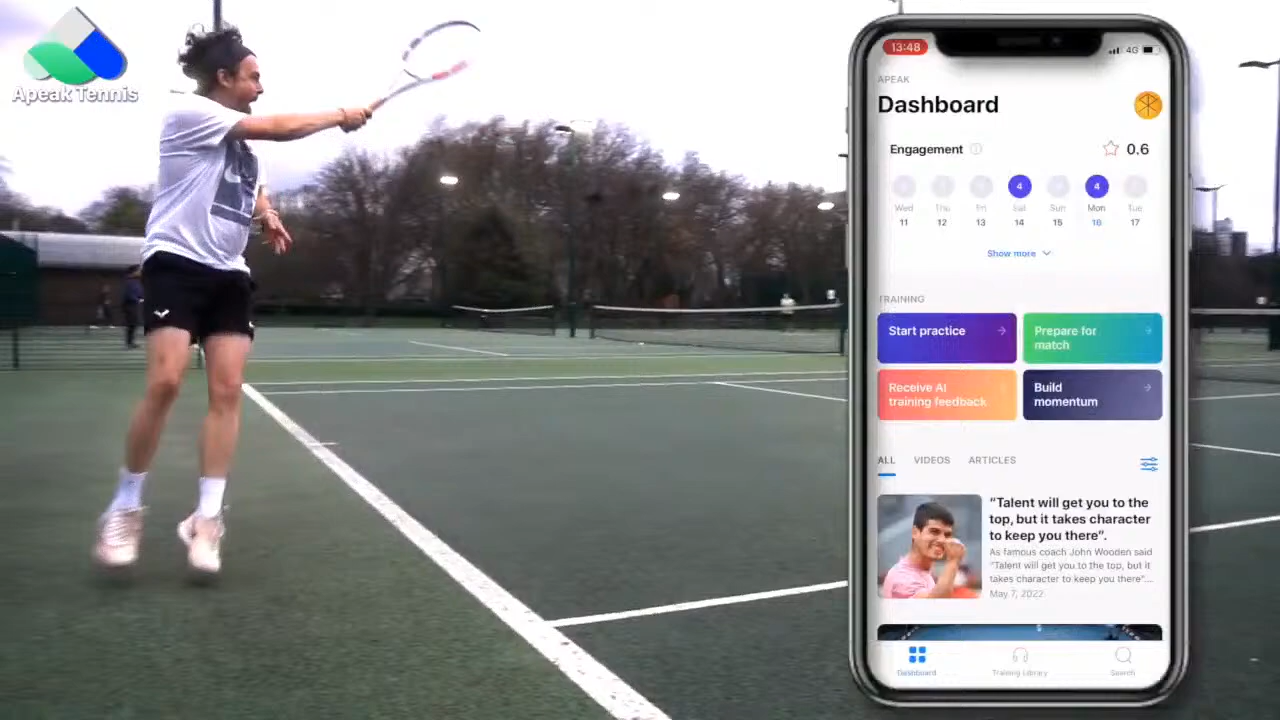 Apeak Tennis
13:48
4G
APEAK
Dashboard
Engagement
0.6
4
4
Wed Thu Fri Sat Sun Mon Tue
11 12 13 14 15 16 17
Show more
TRAINING
Start practice
Prepare for
match
Receive AI
training feedback
Build
momentum
ALL VIDEOS ARTICLES
“Talent will get you to the
top, but it takes character
to keep you there”.
As famous coach John Wooden said
“Talent will get you to the top, but it
takes character to keep you there”...
May 7, 2022
Dashboard
Training Library
Search